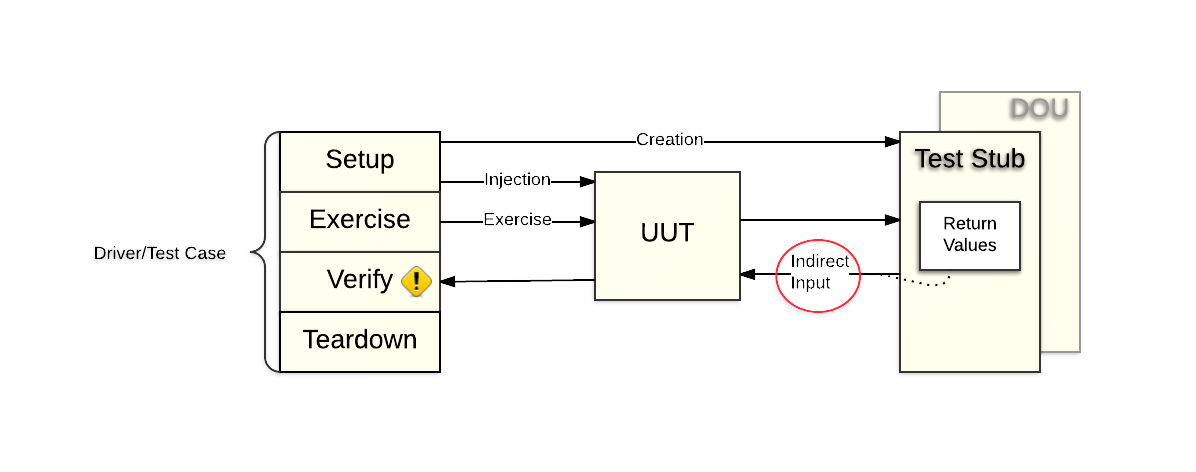 DOU
Creation
Setup
Test Stub
Injection
Exercise
Exercise
UUT
Return
Values
Driver/Test Case
Verify
!
Indirect
Input
Teardown